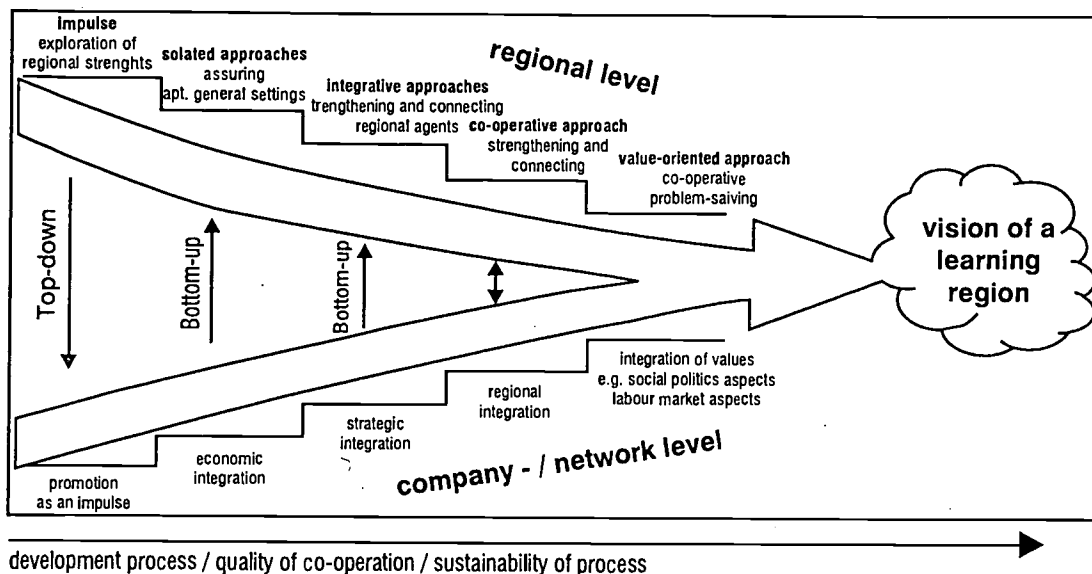 impulse
exploration of
regional strenghts
solated approaches
assuring
apt. general settings
integrative approaches
trengthening and connecting
regional agents
co-operative approach
strengthening and
connecting
value-oriented approach
co-operative
problem-saiving
regional level
Top-down
Bottom-up
Bottom-up
vision of a
learning
region
promotion
as an impulse
economic
integration
strategic
integration
regional
integration
integration of values
e.g. social politics aspects
labour market aspects
company - / network level
development process / quality of co-operation / sustainability of process